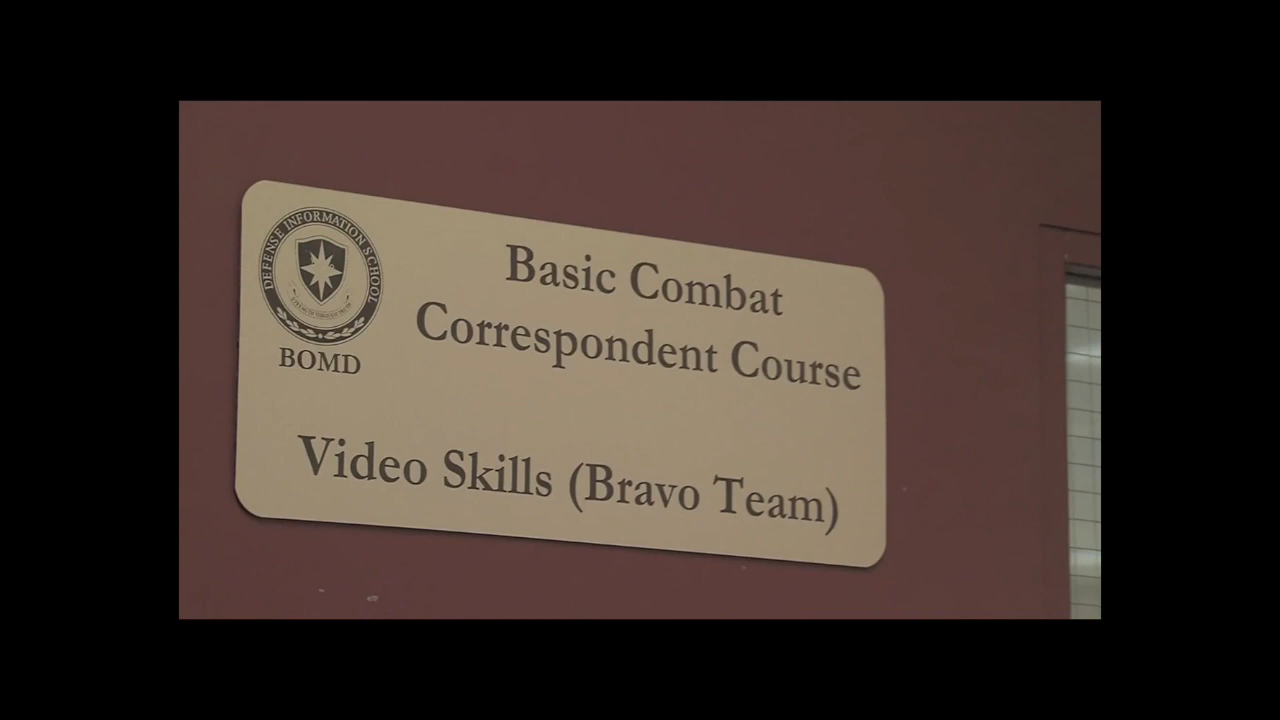 DEFENSE INFORMATION SCHOOL
BOMD
Basic Combat
Correspondent Course
Video Skills (Bravo Team)